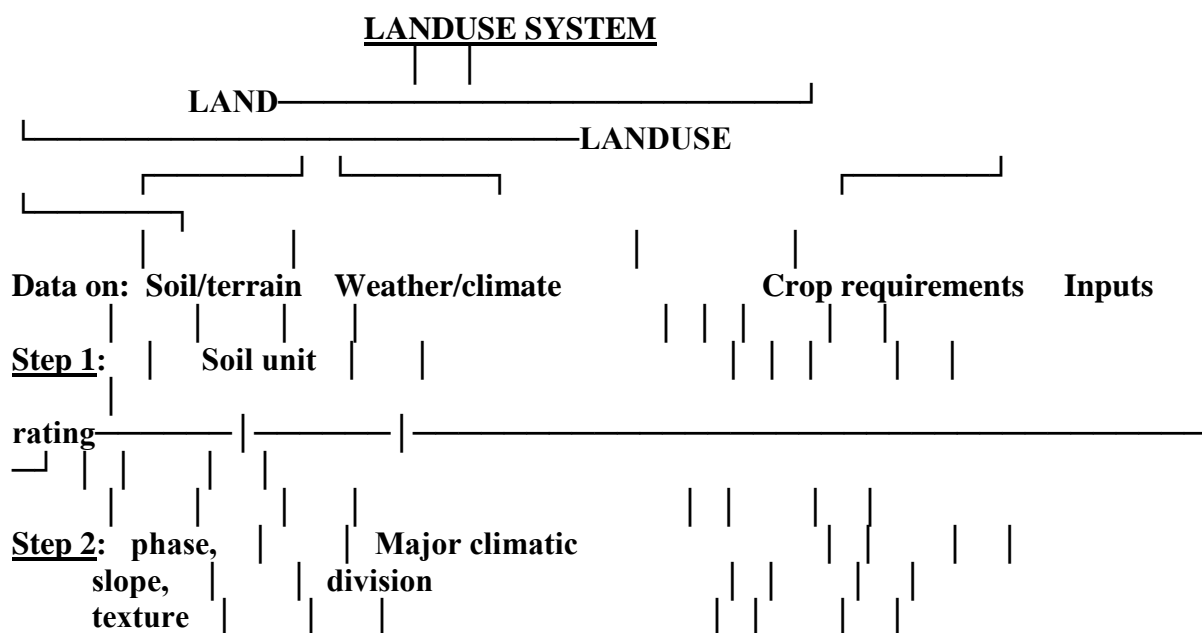 LANDUSE SYSTEM
LAND
LANDUSE
Data on: Soil/terrain Weather/climate Crop requirements Inputs
Step 1: Soil unit
rating
Step 2: phase, Major climatic
slope, division
texture